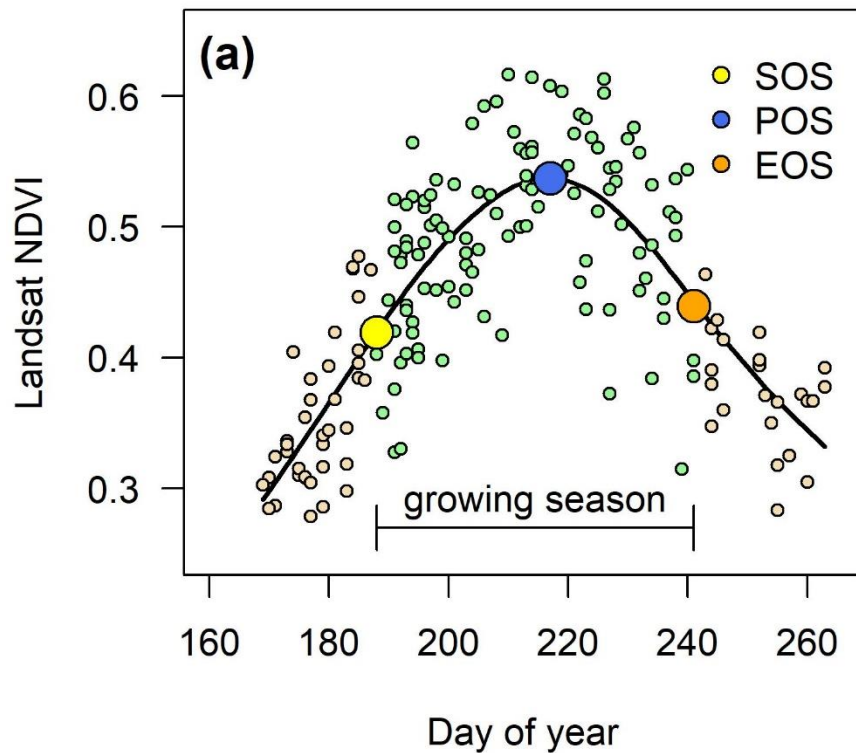 (a)
SOS
POS
EOS
Landsat NDVI
0.6
0.5
0.4
0.3
growing season
160 180 200 220 240 260
Day of year